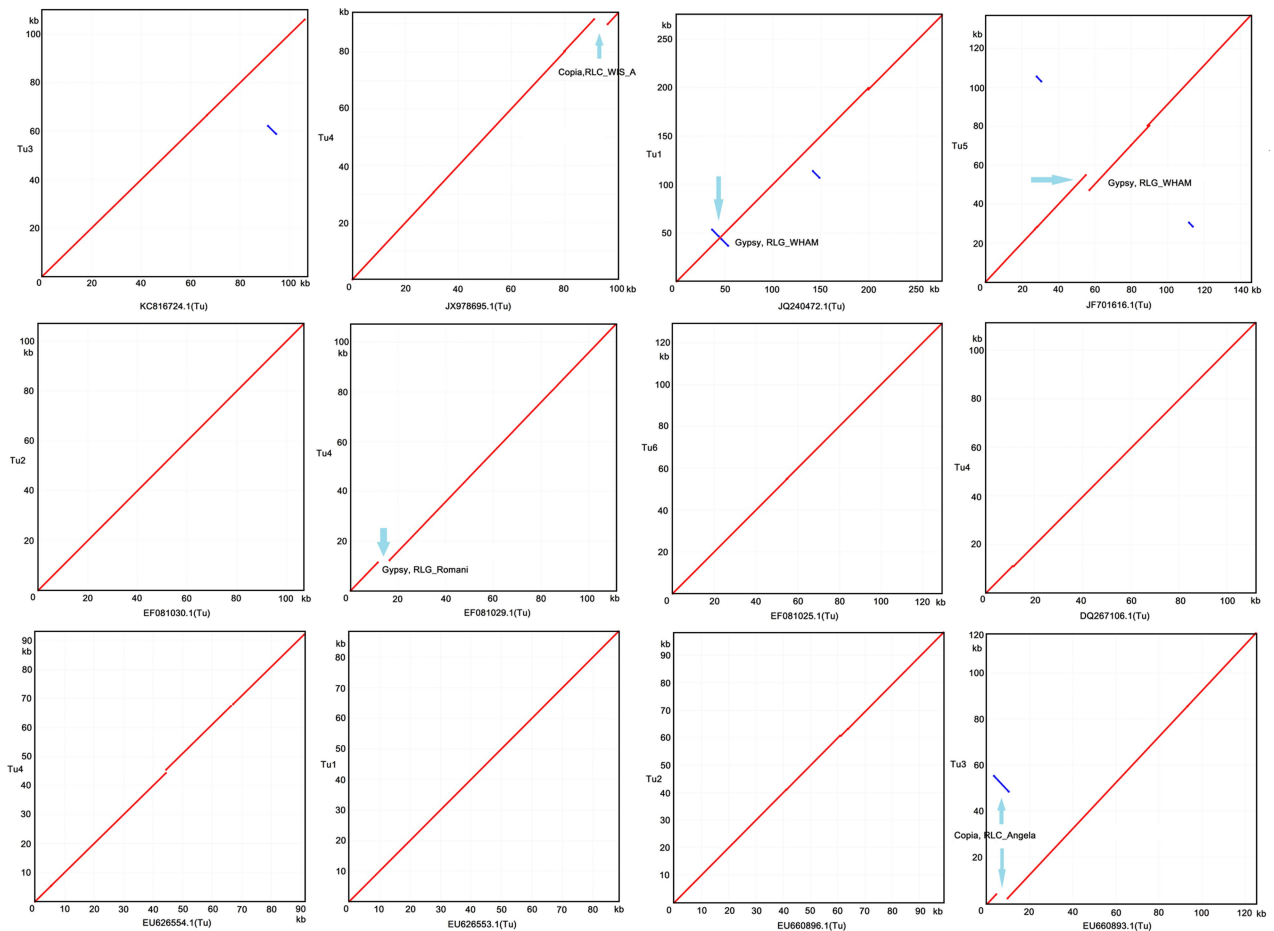 kb
100
80
60
Tu3
40
20
0
20
40
60
80
100 kb
KC816724.1(Tu)
kb
80
60
Tu4
40
20
0
20
40
60
80
100 kb
JX978695.1(Tu)
Copia,RLC_WIS_A
kb
250
200
150
Tu1
100
50
0
50
100
150
200
250 kb
JQ240472.1(Tu)
Gypsy, RLG_WHAM
kb
120
100
80
Tu5
60
40
20
0
20
40
60
80
100
120
140 kb
JF701616.1(Tu)
Gypsy, RLG_WHAM
100
kb
80
60
Tu2
40
20
0
20
40
60
80
100 kb
EF081030.1(Tu)
100
kb
80
60
Tu4
40
20
0
20
40
60
80
100 kb
EF081029.1(Tu)
Gypsy, RLG_Romani
120
kb
100
80
Tu6
60
40
20
0
20
40
60
80
100
120 kb
EF081025.1(Tu)
kb
100
80
60
Tu4
40
20
0
20
40
60
80
100 kb
DQ267106.1(Tu)
90
kb
80
70
60
50
Tu4
40
30
20
10
0
10
20
30
40
50
60
70
80
90
kb
EU626554.1(Tu)
kb
80
70
60
50
Tu1
40
30
20
10
0
10
20
30
40
50
60
70
80 kb
EU626553.1(Tu)
kb
90
80
70
60
50
Tu2
40
30
20
10
0
10
20
30
40
50
60
70
80
90 kb
EU660896.1(Tu)
120
kb
100
80
Tu3
60
40
20
0
20
40
60
80
100
120 kb
EU660893.1(Tu)
Copia, RLC_Angela